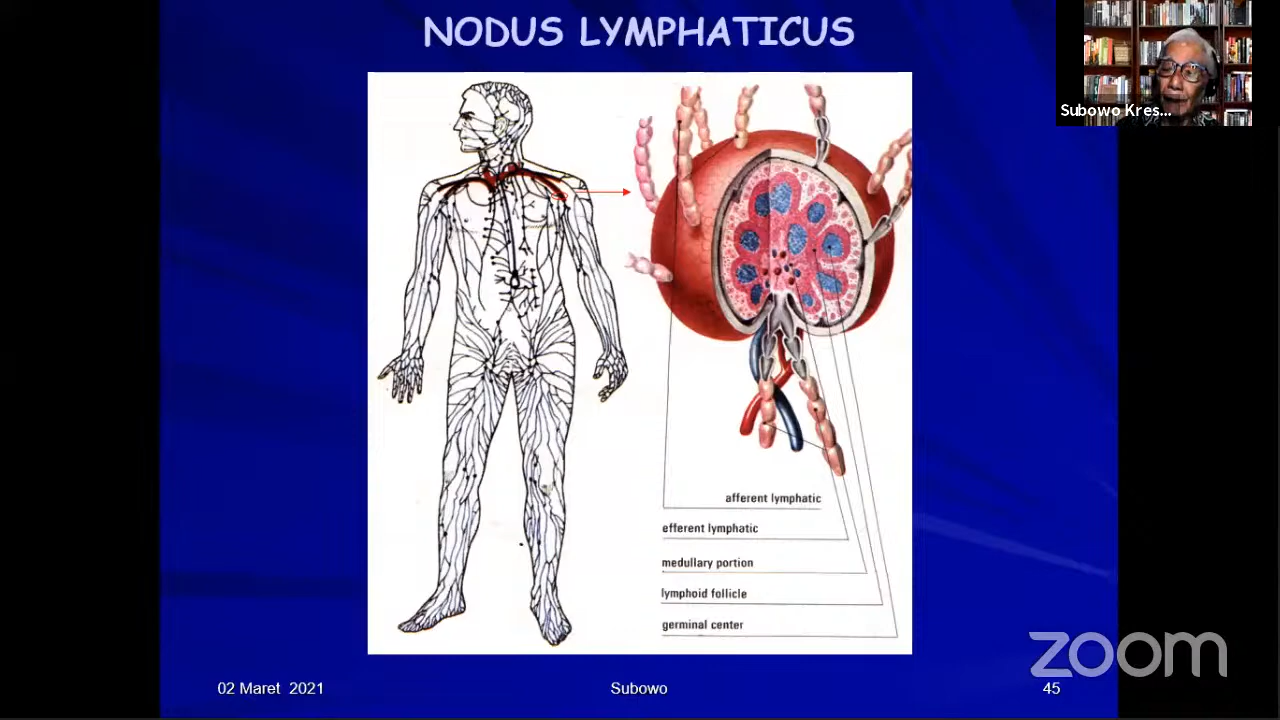 NODUS LYMPHATICUS
Subowo Kres...
afferent lymphatic
efferent lymphatic
medullary portion
lymphoid follicle
germinal center
zoom
02 Maret 2021
Subowo
45